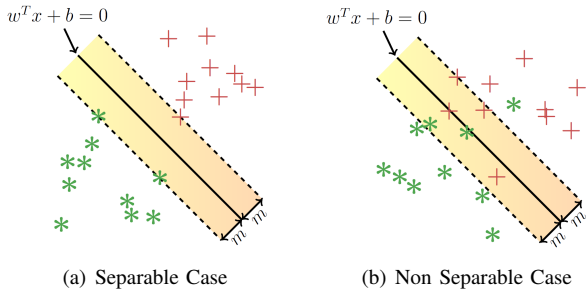 w^T x + b = 0
m
m
(a) Separable Case
w^T x + b = 0
m
m
(b) Non Separable Case